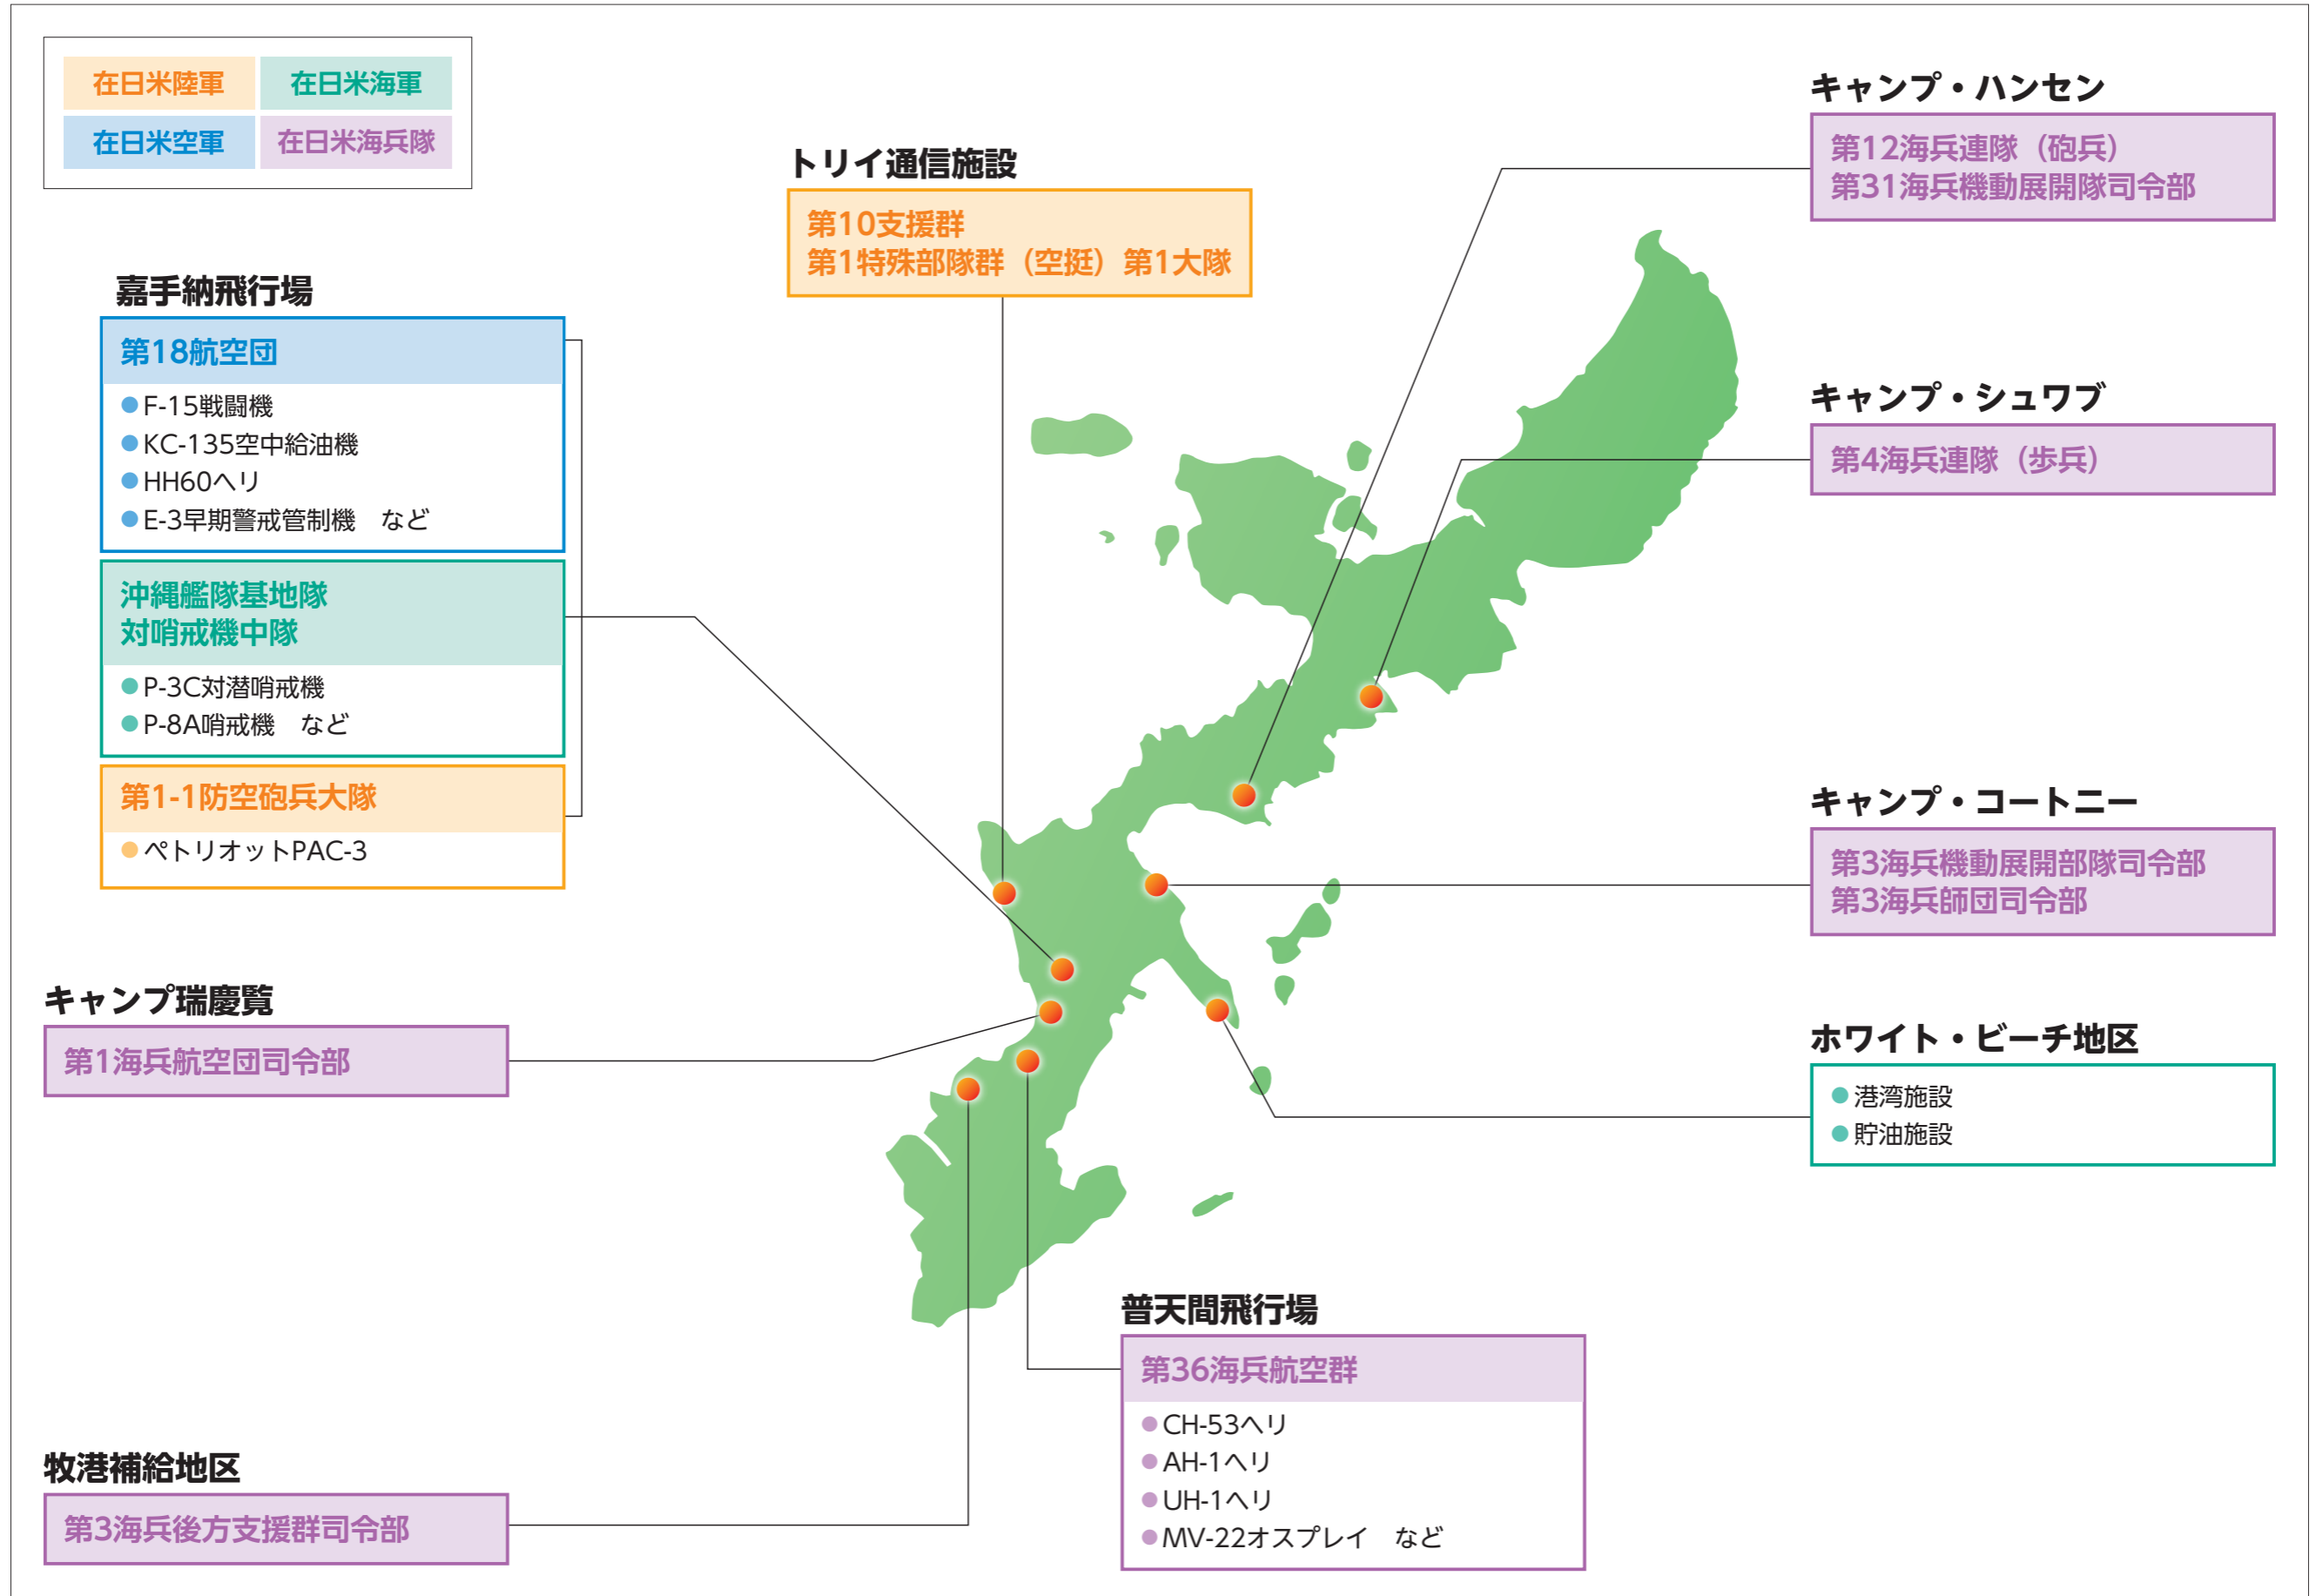 在日米陸軍
在日米海軍
在日米空軍
在日米海兵隊
トリイ通信施設
第10支援群
第1特殊部隊群（空挺）第1大隊
キャンプ・ハンセン
第12海兵連隊（砲兵）
第31海兵機動展開隊司令部
嘉手納飛行場
第18航空団
●F-15戦闘機
●KC-135空中給油機
●HH60ヘリ
●E-3早期警戒管制機　など
沖縄艦隊基地隊
対哨戒機中隊
●P-3C対潜哨戒機
●P-8A哨戒機　など
第1-1防空砲兵大隊
●ペトリオットPAC-3
キャンプ・シュワブ
第4海兵連隊（歩兵）
キャンプ・コートニー
第3海兵機動展開部隊司令部
第3海兵師団司令部
キャンプ瑞慶覧
第1海兵航空団司令部
ホワイト・ビーチ地区
●港湾施設
●貯油施設
普天間飛行場
第36海兵航空群
●CH-53ヘリ
●AH-1ヘリ
●UH-1ヘリ
●MV-22オスプレイ　など
牧港補給地区
第3海兵後方支援群司令部